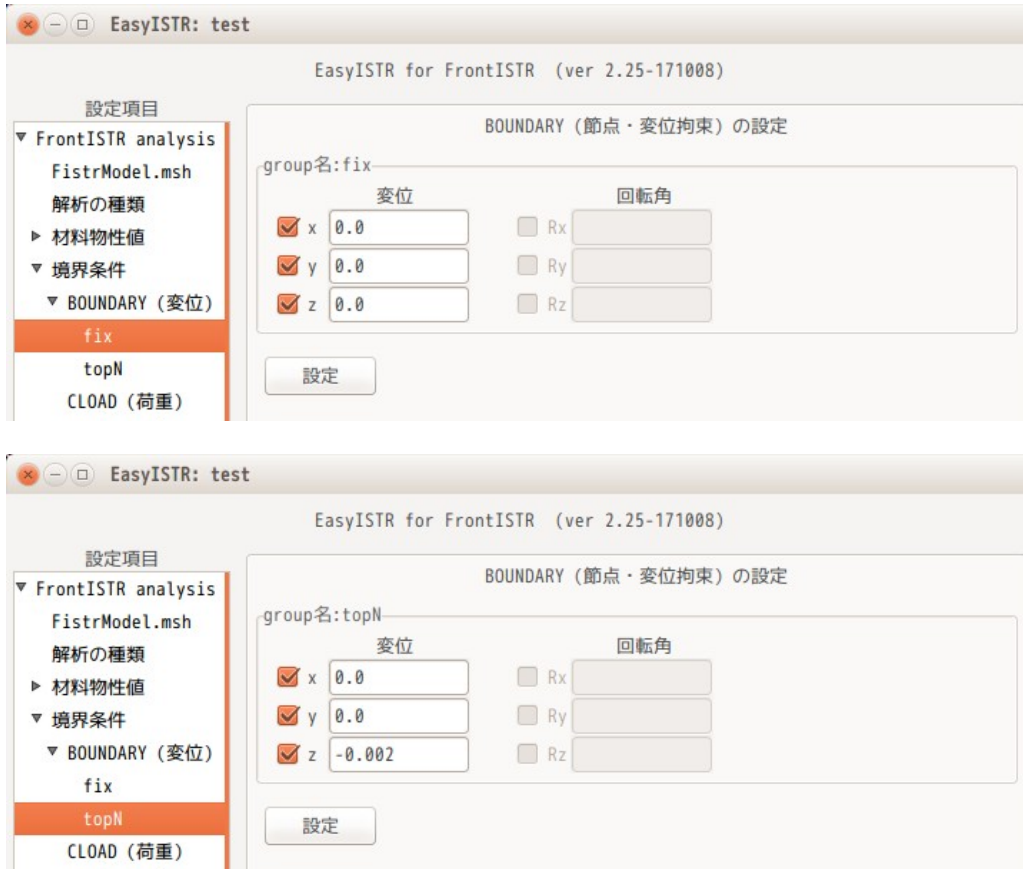 EasyISTR: test
EasyISTR for FrontISTR (ver 2.25-171008)
設定項目
FrontISTR analysis
FistrModel.msh
解析の種類
材料物性値
境界条件
BOUNDARY (変位)
fix
topN
CLOAD (荷重)
BOUNDARY (節点・変位拘束) の設定
group名:fix
変位 回転角
x 0.0 Rx
y 0.0 Ry
z 0.0 Rz
設定
EasyISTR: test
EasyISTR for FrontISTR (ver 2.25-171008)
設定項目
FrontISTR analysis
FistrModel.msh
解析の種類
材料物性値
境界条件
BOUNDARY (変位)
fix
topN
CLOAD (荷重)
BOUNDARY (節点・変位拘束) の設定
group名:topN
変位 回転角
x 0.0 Rx
y 0.0 Ry
z -0.002 Rz
設定